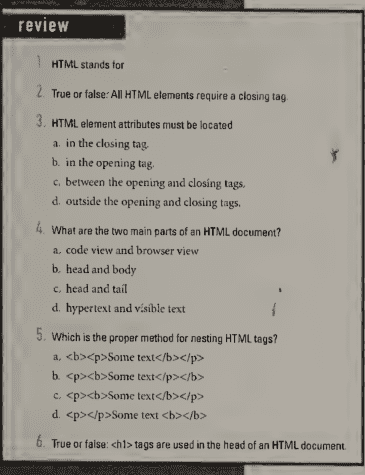 review
1. HTML stands for
2. True or false: All HTML elements require a closing tag.
3. HTML element attributes must be located
a. in the closing tag.
b. in the opening tag.
c. between the opening and closing tags.
d. outside the opening and closing tags.
4. What are the two main parts of an HTML document?
a. code view and browser view
b. head and body
c. head and tail
d. hypertext and visible text
5. Which is the proper method for nesting HTML tags?
a. <b><p>Some text</b></p>
b. <p><b>Some text</p></b>
c. <p><b>Some text</b></p>
d. <p></p>Some text <b></b>
6. True or false: <h1> tags are used in the head of an HTML document.